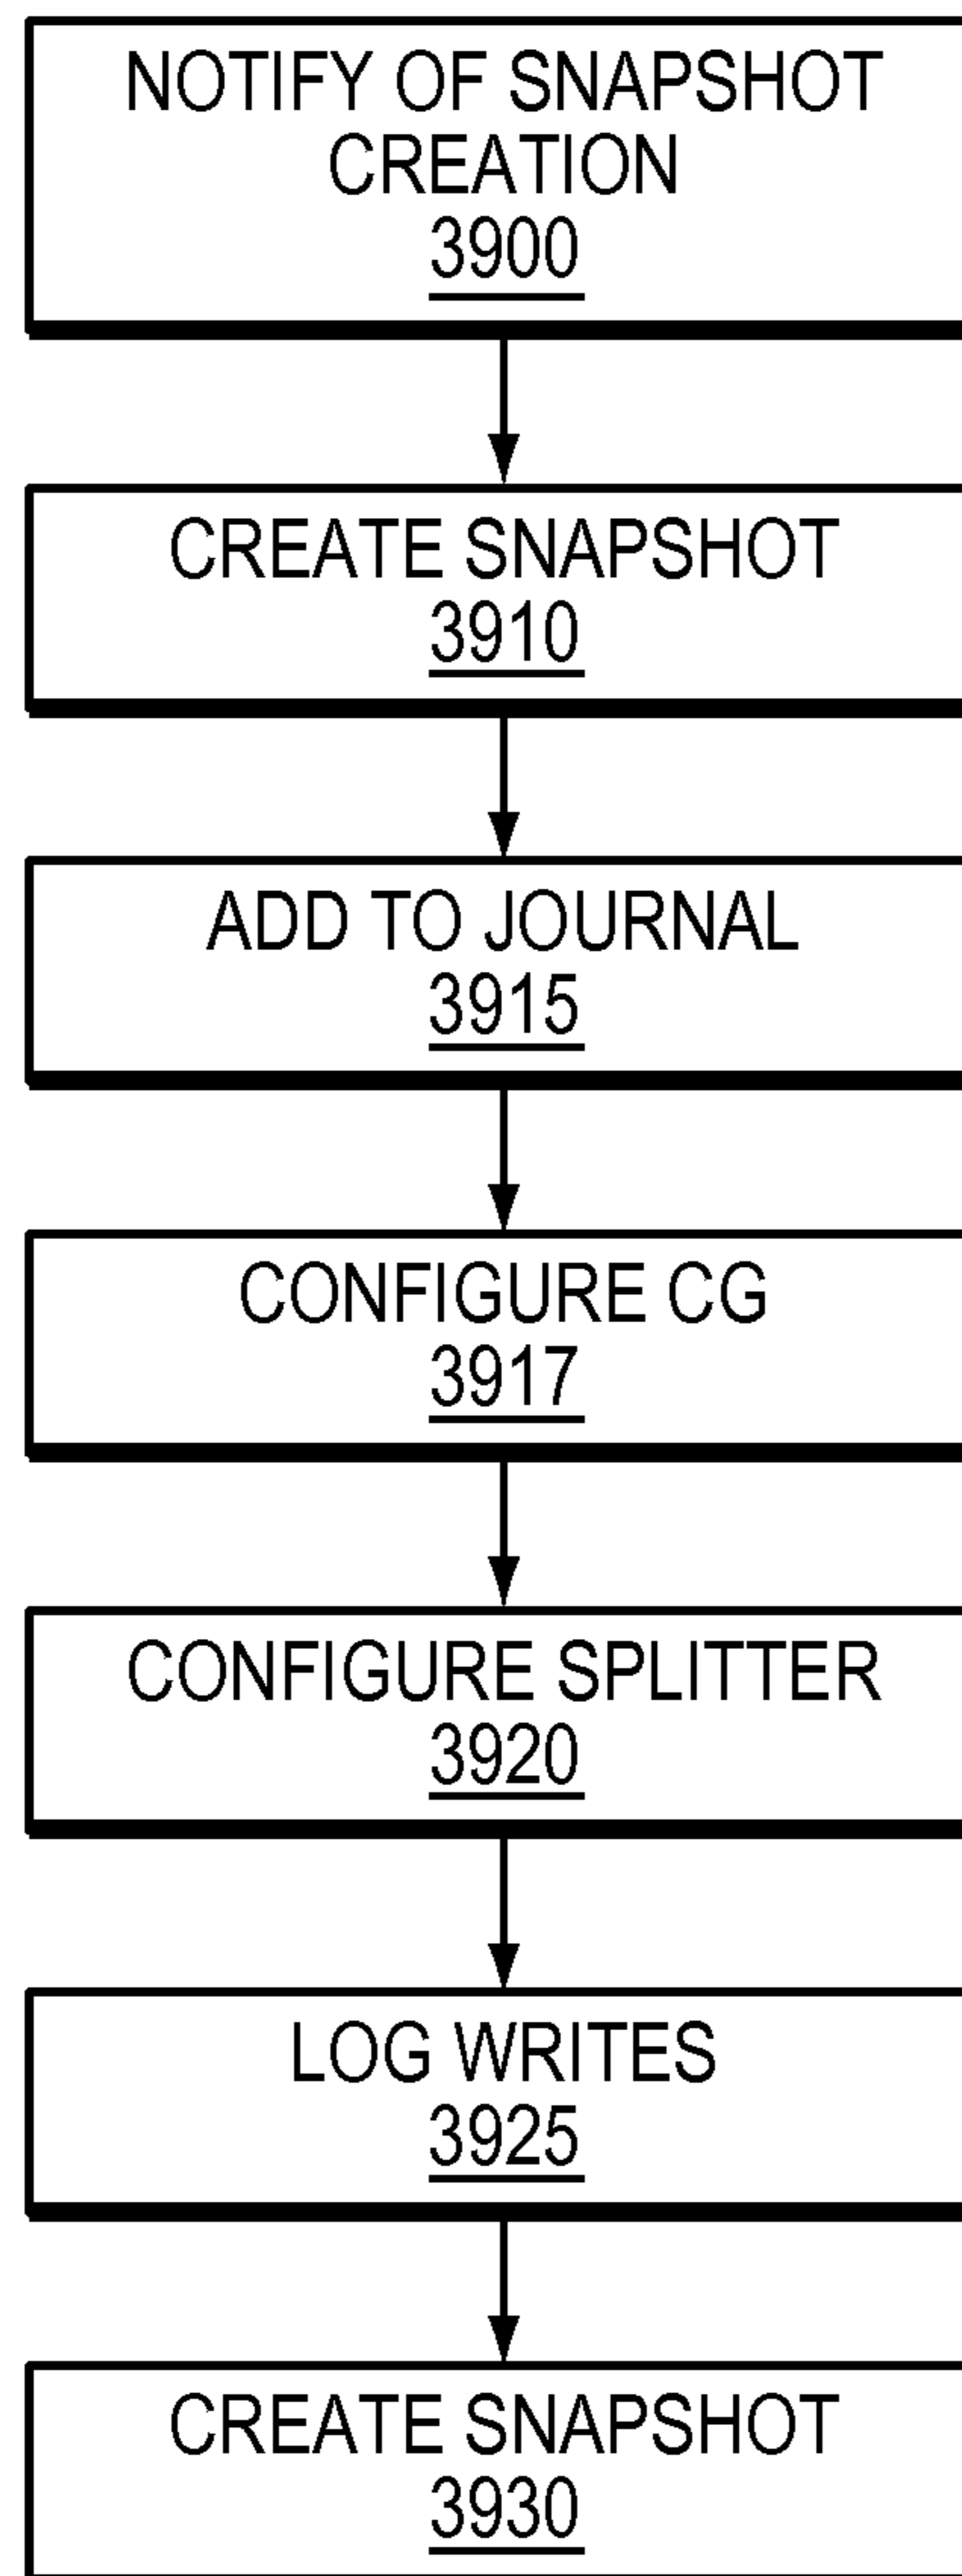 NOTIFY OF SNAPSHOT
CREATION
3900
CREATE SNAPSHOT
3910
ADD TO JOURNAL
3915
CONFIGURE CG
3917
CONFIGURE SPLITTER
3920
LOG WRITES
3925
CREATE SNAPSHOT
3930